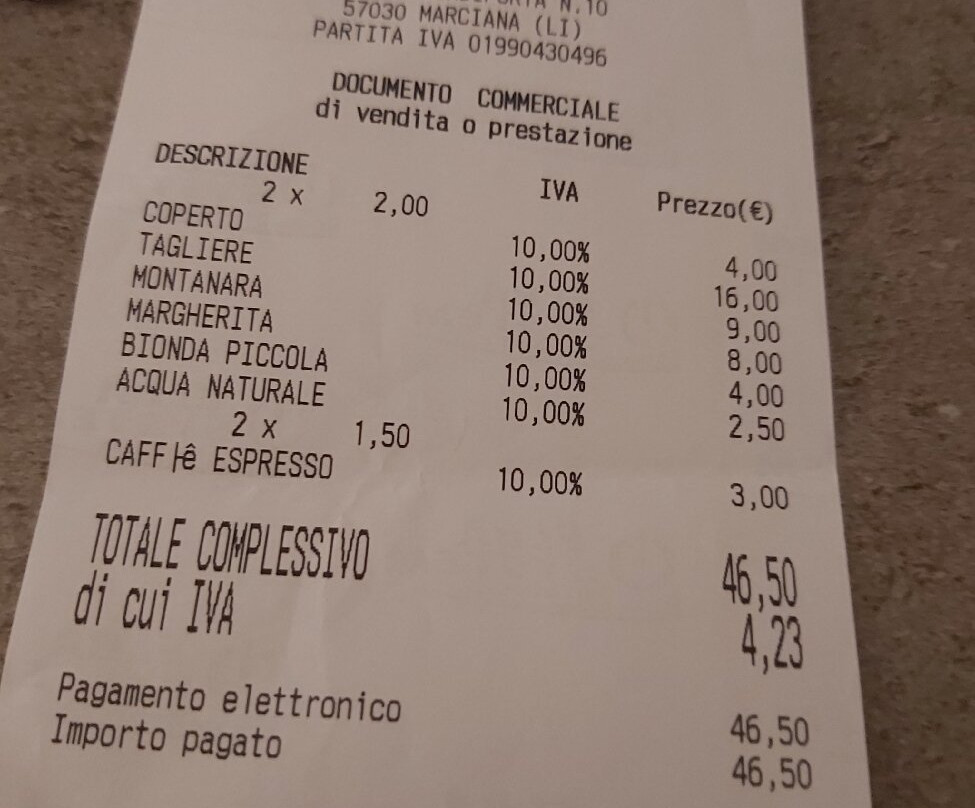 N.10
57030 MARCIANA (LI)
PARTITA IVA 01990430496
DOCUMENTO COMMERCIALE
di vendita o prestazione
DESCRIZIONE IVA Prezzo(€)
2 x 2,00
COPERTO 10,00% 4,00
TAGLIERE 10,00% 16,00
MONTANARA 10,00% 9,00
MARGHERITA 10,00% 8,00
BIONDA PICCOLA 10,00% 4,00
ACQUA NATURALE 10,00% 2,50
2 x 1,50
CAFF├ê ESPRESSO 10,00% 3,00
TOTALE COMPLESSIVO 46,50
di cui IVA 4,23
Pagamento elettronico 46,50
Importo pagato 46,50